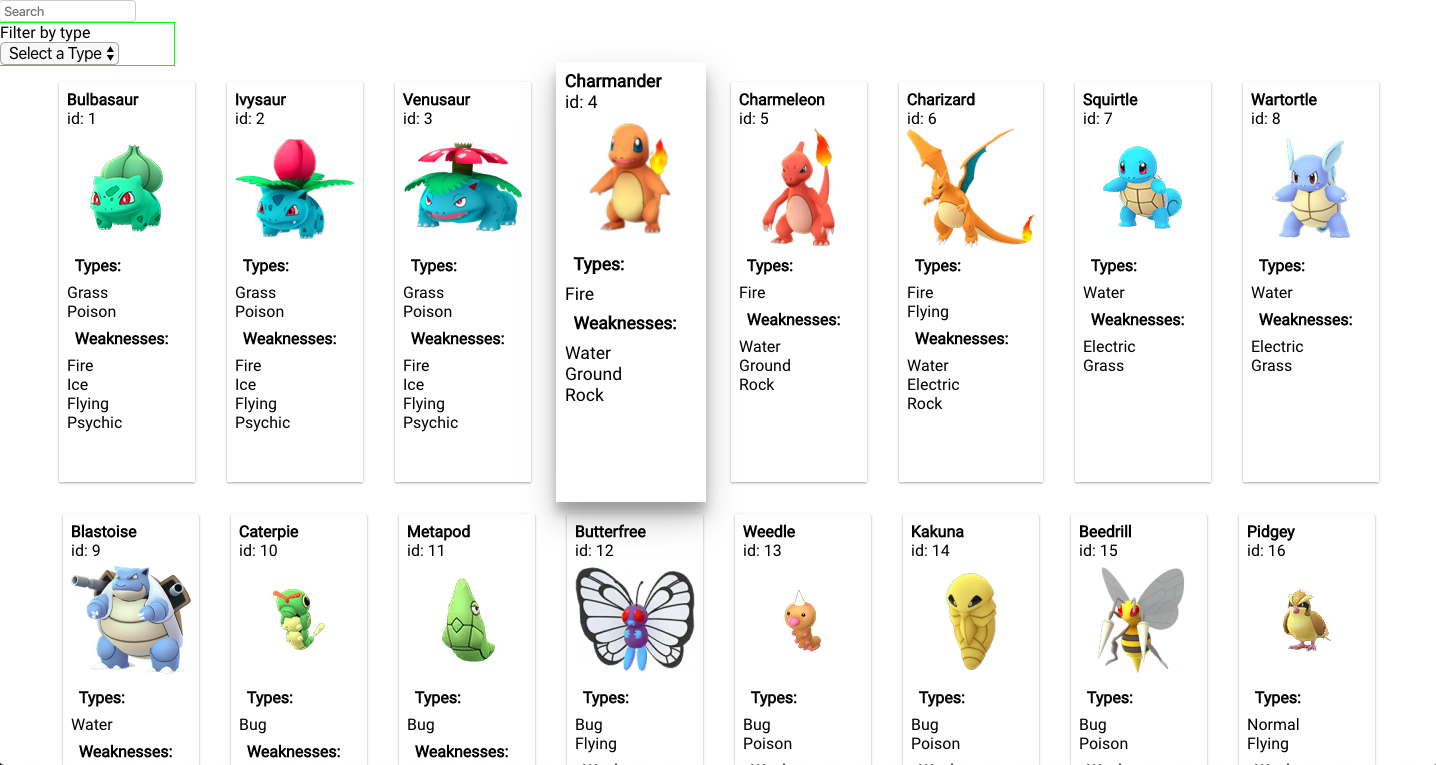 Search
Filter by type
Select a Type
Bulbasaur
id: 1
Types:
Grass
Poison
Weaknesses:
Fire
Ice
Flying
Psychic
Ivysaur
id: 2
Types:
Grass
Poison
Weaknesses:
Fire
Ice
Flying
Psychic
Venusaur
id: 3
Types:
Grass
Poison
Weaknesses:
Fire
Ice
Flying
Psychic
Charmander
id: 4
Types:
Fire
Weaknesses:
Water
Ground
Rock
Charmeleon
id: 5
Types:
Fire
Weaknesses:
Water
Ground
Rock
Charizard
id: 6
Types:
Fire
Flying
Weaknesses:
Water
Electric
Rock
Squirtle
id: 7
Types:
Water
Weaknesses:
Electric
Grass
Wartortle
id: 8
Types:
Water
Weaknesses:
Electric
Grass
Blastoise
id: 9
Types:
Water
Weaknesses:
Caterpie
id: 10
Types:
Bug
Weaknesses:
Metapod
id: 11
Types:
Bug
Weaknesses:
Butterfree
id: 12
Types:
Bug
Flying
Weedle
id: 13
Types:
Bug
Poison
Kakuna
id: 14
Types:
Bug
Poison
Beedrill
id: 15
Types:
Bug
Poison
Pidgey
id: 16
Types:
Normal
Flying